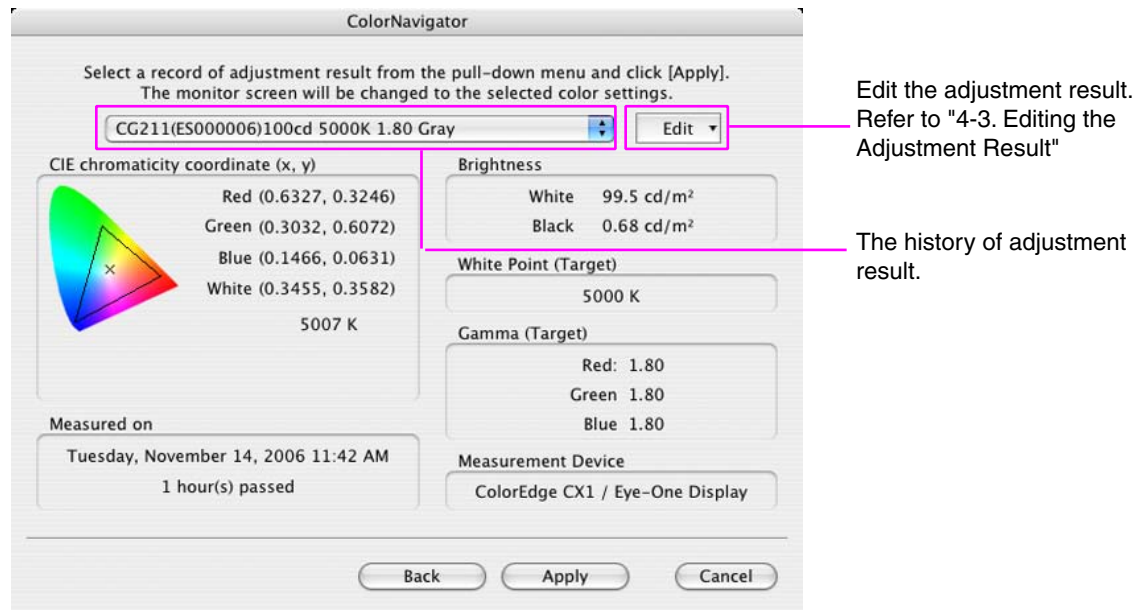 ColorNavigator
Select a record of adjustment result from the pull-down menu and click [Apply].
The monitor screen will be changed to the selected color settings.
CG211(ES000006)100cd 5000K 1.80 Gray
Edit
CIE chromaticity coordinate (x, y)
Red (0.6327, 0.3246)
Green (0.3032, 0.6072)
Blue (0.1466, 0.0631)
White (0.3455, 0.3582)
5007 K
Measured on
Tuesday, November 14, 2006 11:42 AM
1 hour(s) passed
Brightness
White 99.5 cd/m²
Black 0.68 cd/m²
White Point (Target)
5000 K
Gamma (Target)
Red: 1.80
Green 1.80
Blue 1.80
Measurement Device
ColorEdge CX1 / Eye-One Display
Back
Apply
Cancel
Edit the adjustment result.
Refer to "4-3. Editing the
Adjustment Result"
The history of adjustment
result.